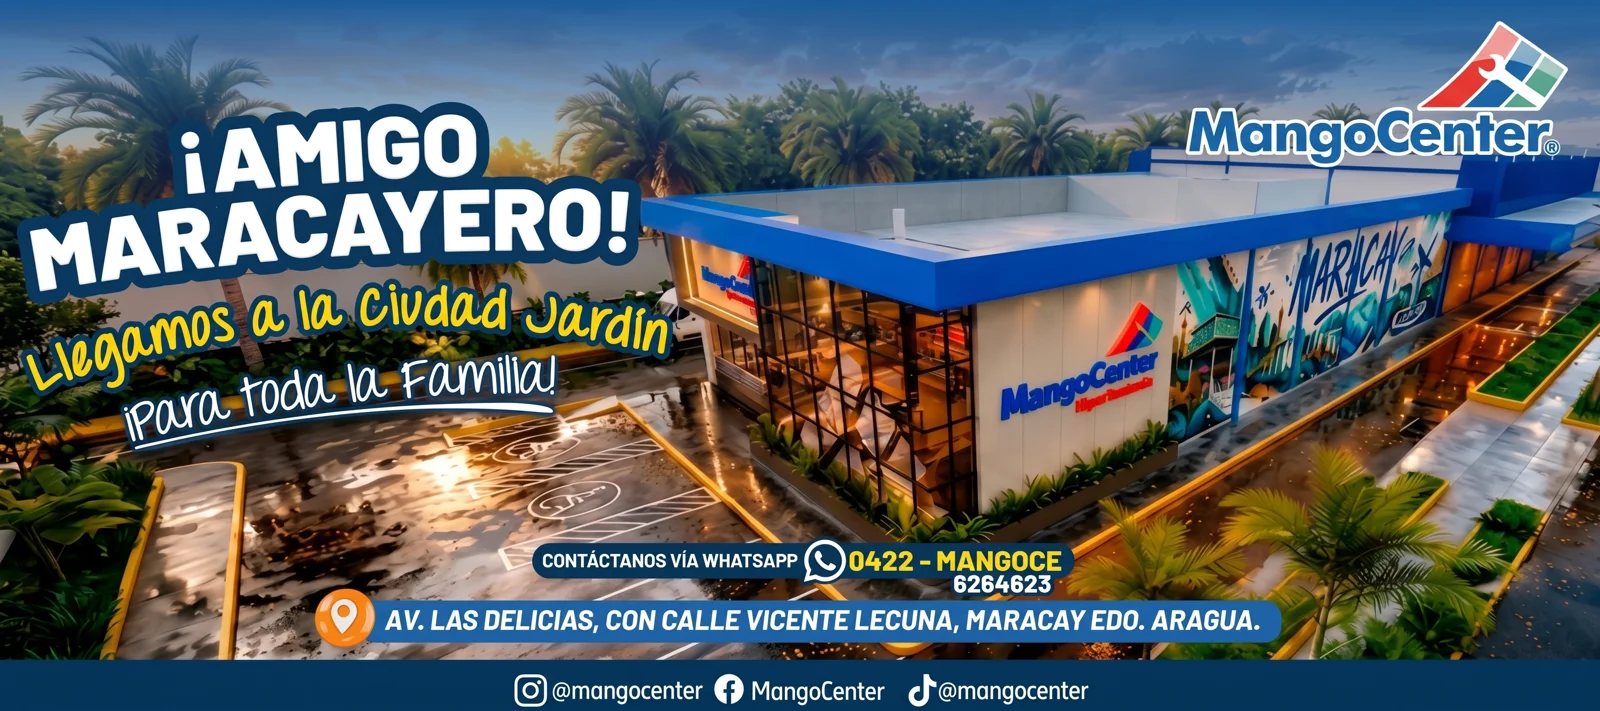 MangoCenter®
¡AMIGO
MARACAYERO!
Llegamos a la Ciudad Jardín
¡Para toda la Familia!
MangoCenter
MARACAY
MangoCenter
CONTÁCTANOS VÍA WHATSAPP 0422 - MANGOCE
6264623
AV. LAS DELICIAS, CON CALLE VICENTE LECUNA, MARACAY EDO. ARAGUA.
@mangocenter MangoCenter @mangocenter